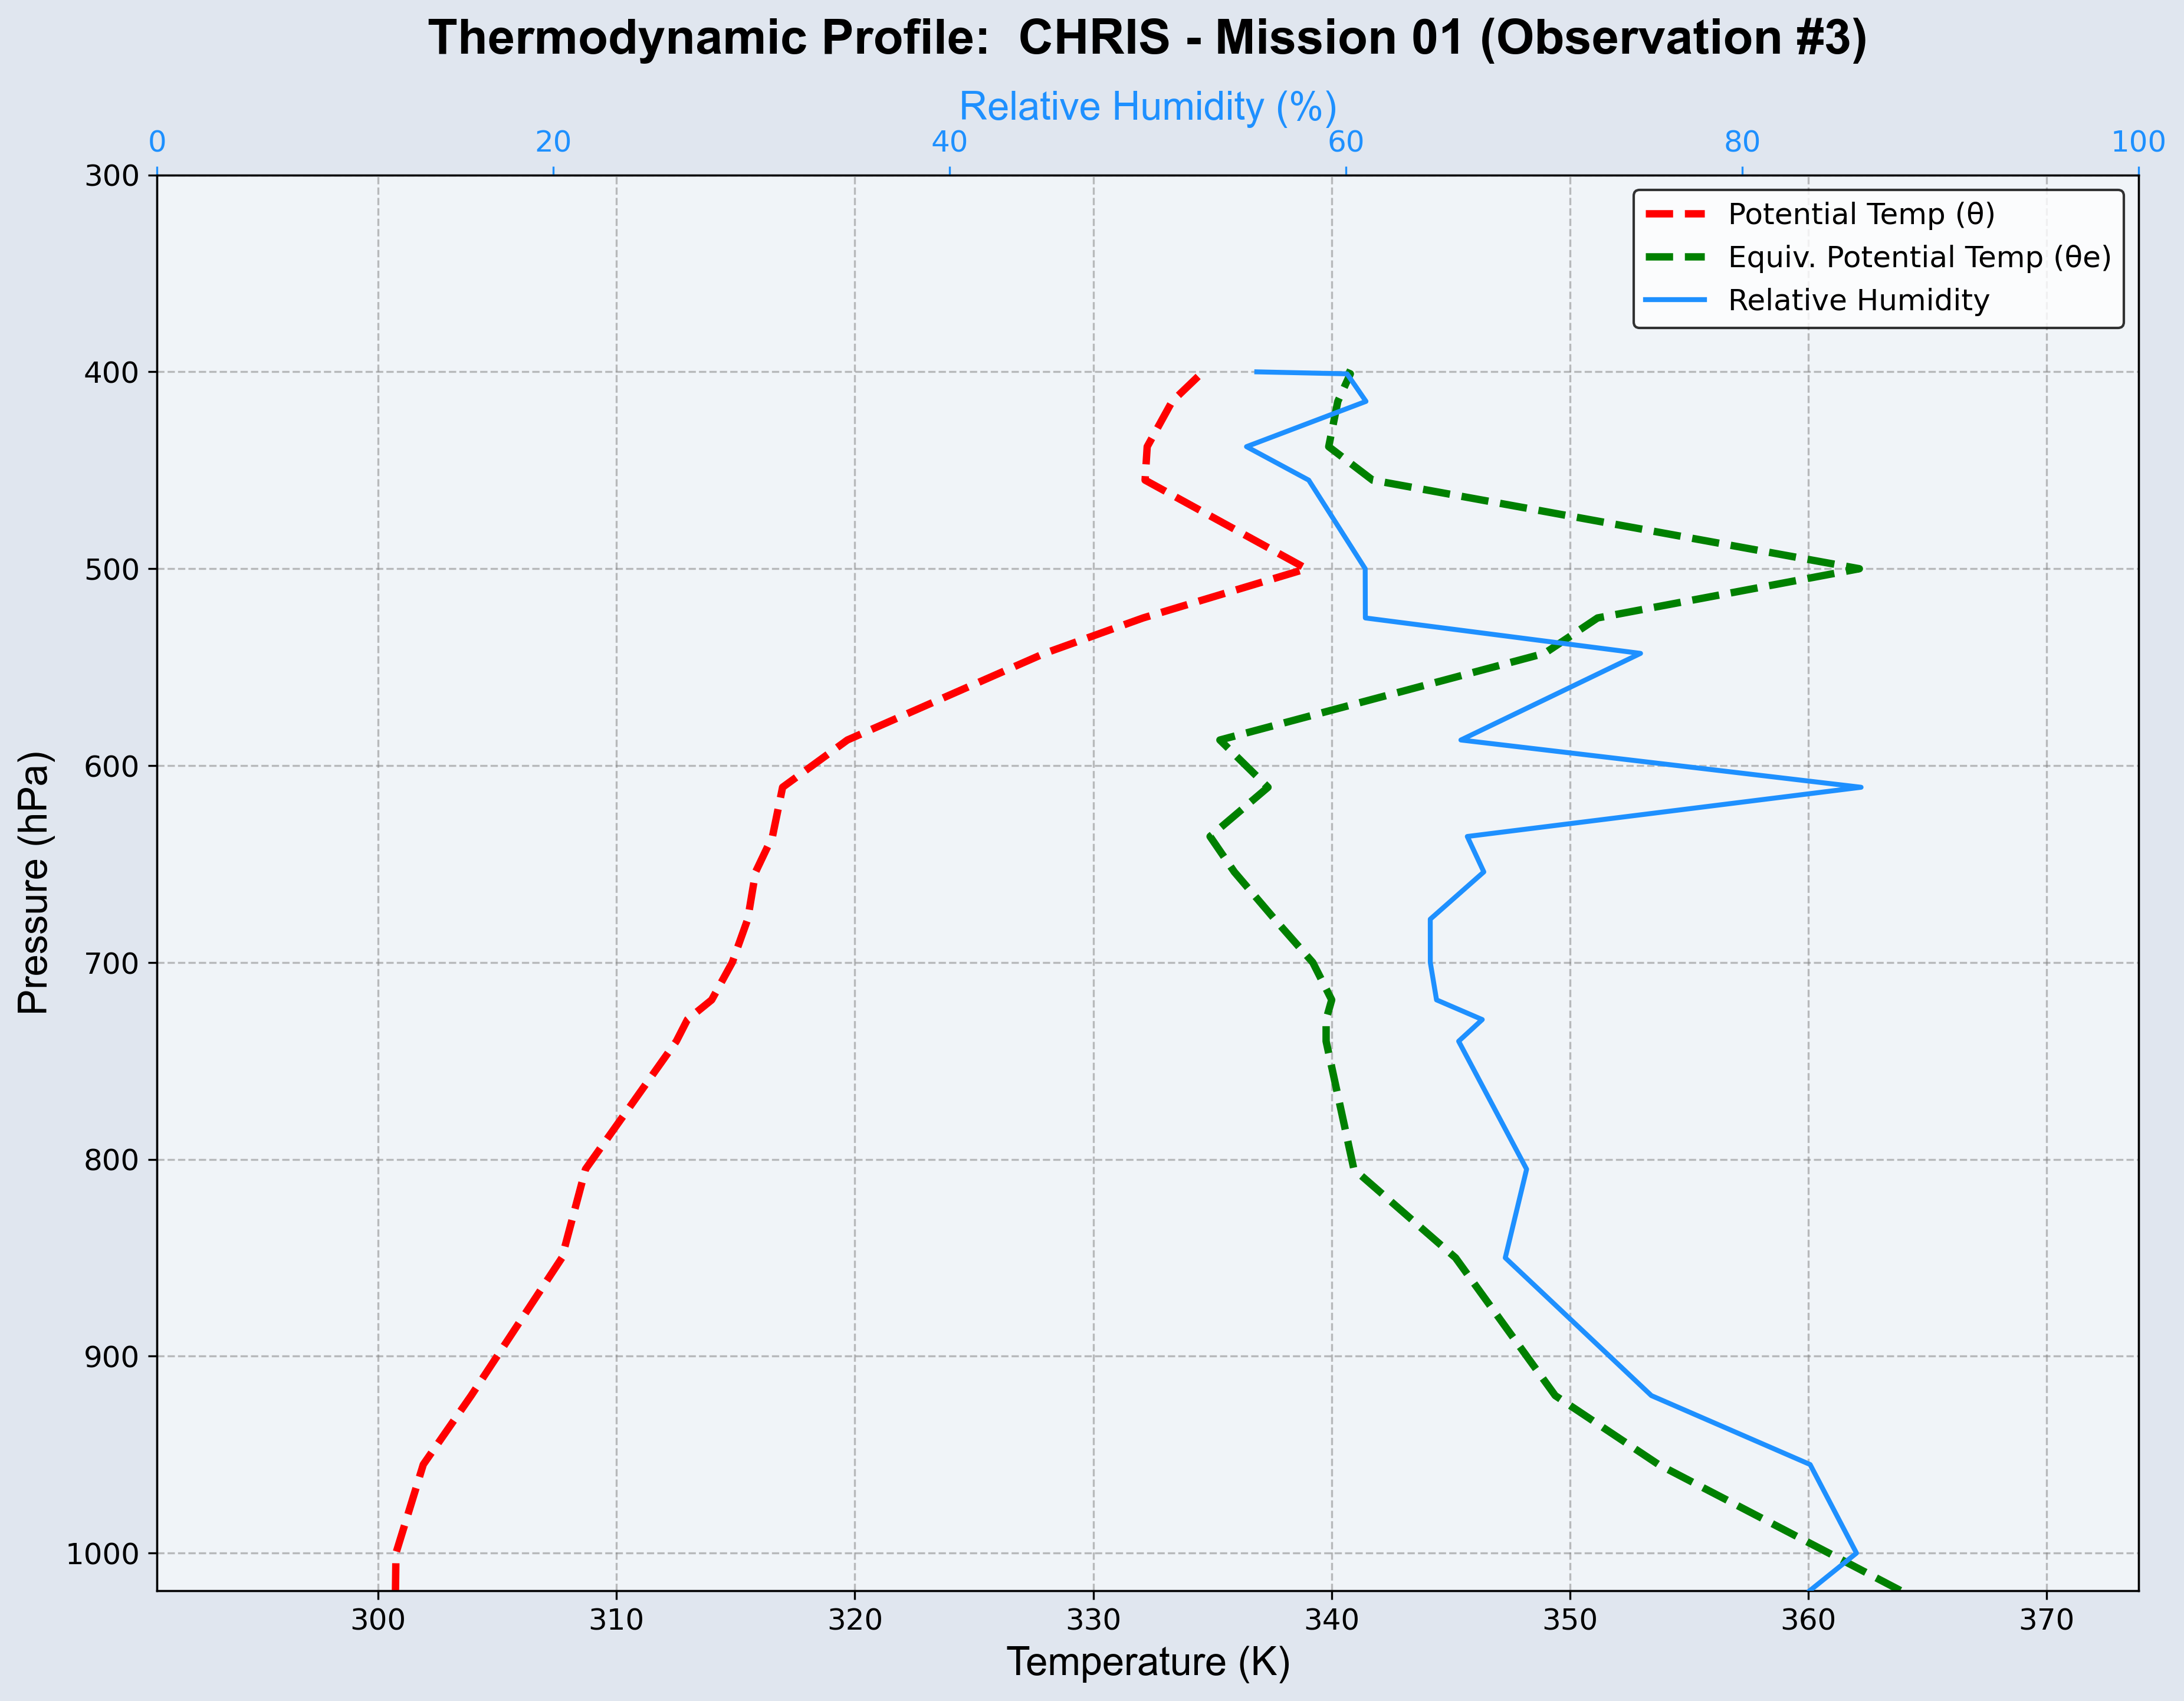 Thermodynamic Profile:  CHRIS - Mission 01 (Observation #3)
Relative Humidity (%)
0 20 40 60 80 100
Potential Temp (θ)
Equiv. Potential Temp (θe)
Relative Humidity
Pressure (hPa)
300
400
500
600
700
800
900
1000
300 310 320 330 340 350 360 370
Temperature (K)